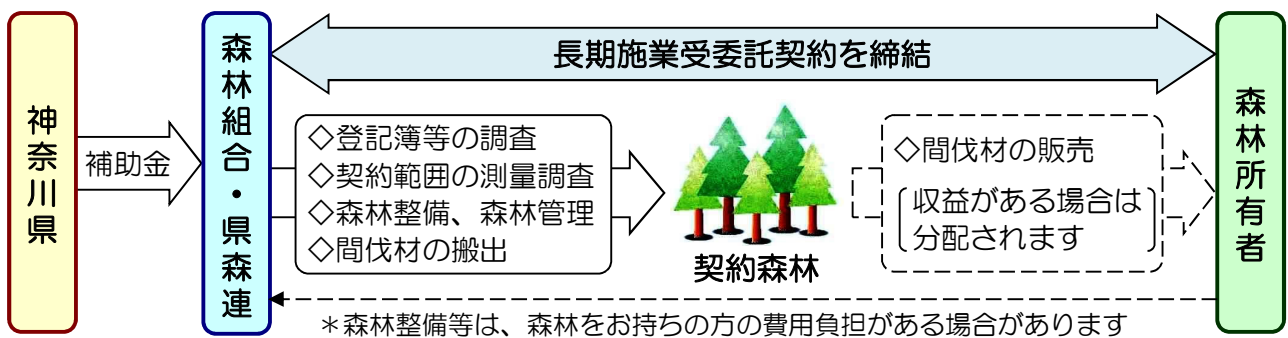 神奈川県
補助金
森林組合・県森連
長期施業受委託契約を締結
◇登記簿等の調査
◇契約範囲の測量調査
◇森林整備、森林管理
◇間伐材の搬出
契約森林
◇間伐材の販売
収益がある場合は
分配されます
森林所有者
＊森林整備等は、森林をお持ちの方の費用負担がある場合があります